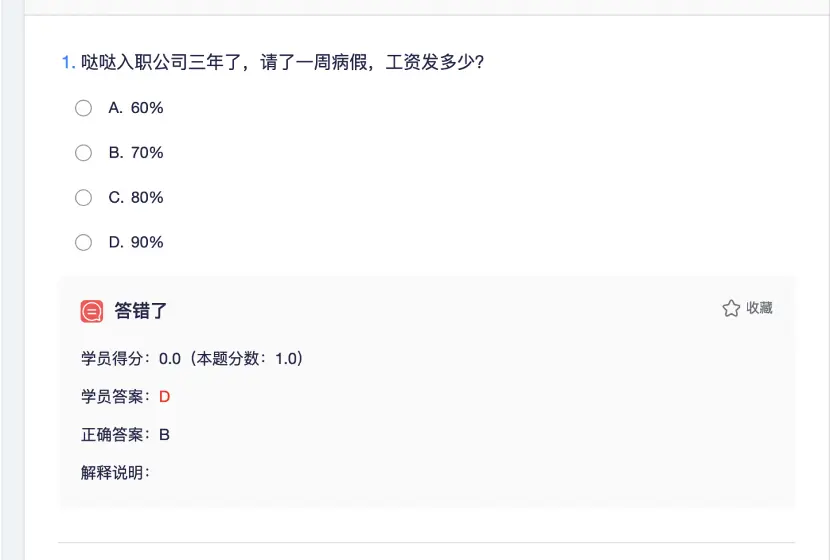 1. 哒哒入职公司三年了，请了一周病假，工资发多少？
A. 60%
B. 70%
C. 80%
D. 90%
答错了
收藏
学员得分：0.0（本题分数：1.0）
学员答案：D
正确答案：B
解释说明：